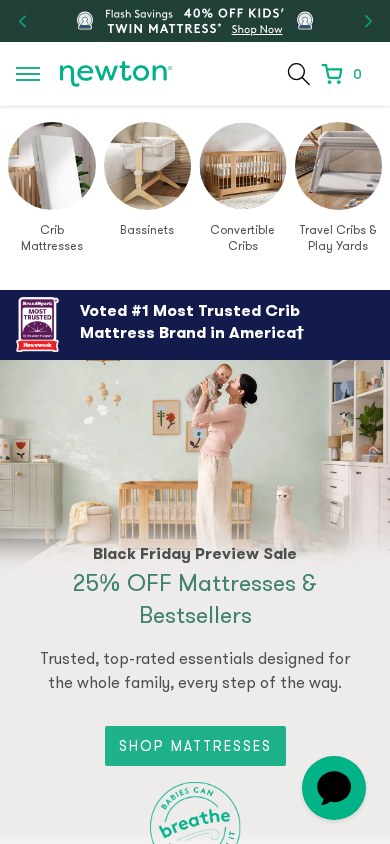 Flash Savings 40% OFF KIDS'
TWIN MATTRESS* Shop Now
newton®
0
Crib
Mattresses
Bassinets
Convertible
Cribs
Travel Cribs &
Play Yards
BrandSpark
MOST
TRUSTED
Newsweek
Voted #1 Most Trusted Crib
Mattress Brand in America†
Black Friday Preview Sale
25% OFF Mattresses &
Bestsellers
Trusted, top-rated essentials designed for
the whole family, every step of the way.
SHOP MATTRESSES
BABIES CAN
breathe
IT